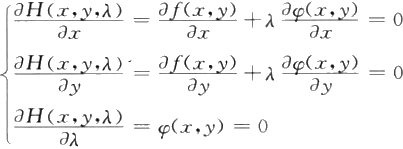 ∂H(x,y,λ)/∂x = ∂f(x,y)/∂x + λ ∂φ(x,y)/∂x = 0
∂H(x,y,λ)/∂y = ∂f(x,y)/∂y + λ ∂φ(x,y)/∂y = 0
∂H(x,y,λ)/∂λ = φ(x,y) = 0